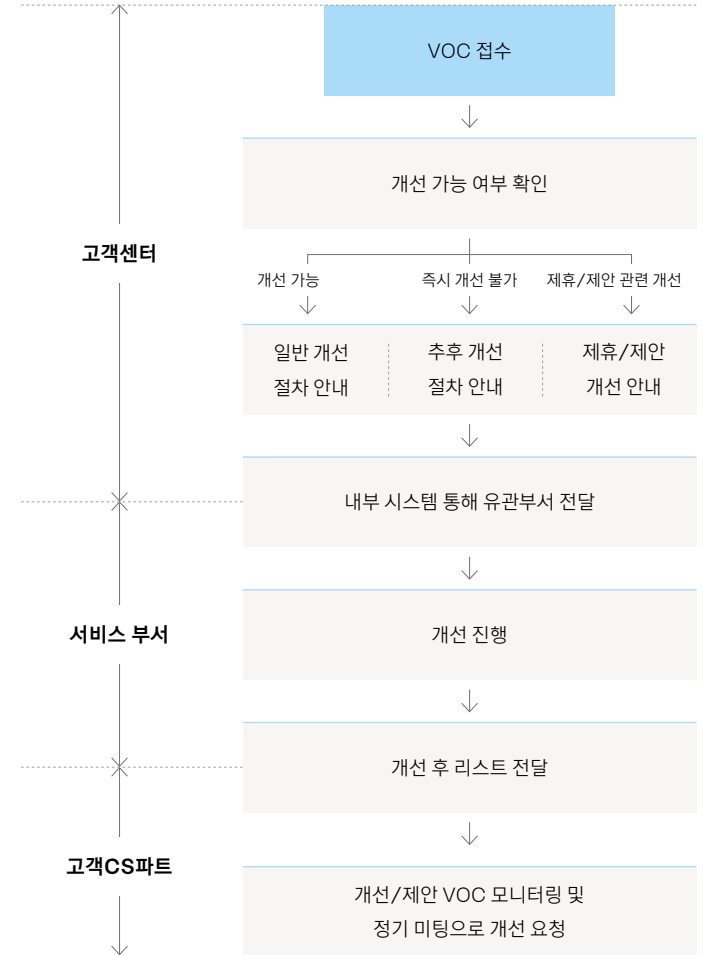 VOC 접수
개선 가능 여부 확인
고객센터
개선 가능
즉시 개선 불가
제휴/제안 관련 개선
일반 개선
절차 안내
추후 개선
절차 안내
제휴/제안
개선 안내
내부 시스템 통해 유관부서 전달
서비스 부서
개선 진행
개선 후 리스트 전달
고객CS파트
개선/제안 VOC 모니터링 및
정기 미팅으로 개선 요청